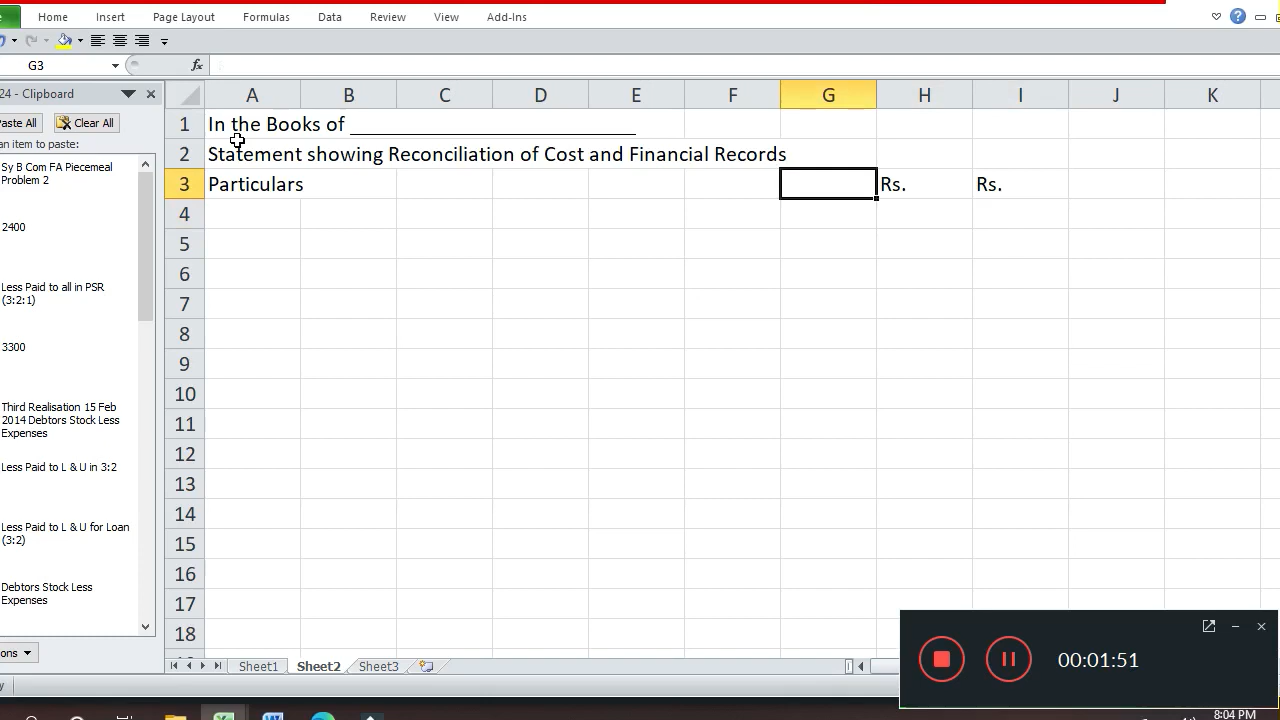 Home Insert Page Layout Formulas Data Review View Add-Ins
G3 fx
24 - Clipboard
Paste All Clear All
an item to paste:
Sy B Com FA Piecemeal
Problem 2
2400
Less Paid to all in PSR
(3:2:1)
3300
Third Realisation 15 Feb
2014 Debtors Stock Less
Expenses
Less Paid to L & U in 3:2
Less Paid to L & U for Loan
(3:2)
Debtors Stock Less
Expenses
ons
A B C D E F G H I J K
1 In the Books of ____________________________
2 Statement showing Reconciliation of Cost and Financial Records
3 Particulars Rs. Rs.
4
5
6
7
8
9
10
11
12
13
14
15
16
17
18
Sheet1 Sheet2 Sheet3
00:01:51
8:04 PM